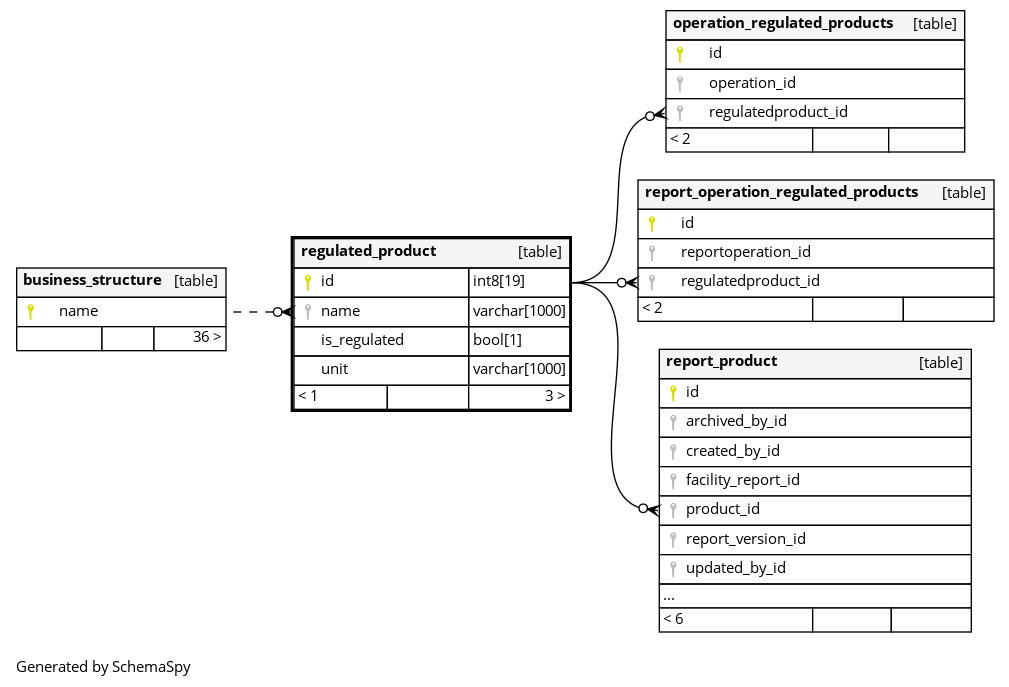 business_structure [table]
name
36 >
regulated_product [table]
id int8[19]
name varchar[1000]
is_regulated bool[1]
unit varchar[1000]
< 1 3 >
operation_regulated_products [table]
id
operation_id
regulatedproduct_id
< 2
report_operation_regulated_products [table]
id
reportoperation_id
regulatedproduct_id
< 2
report_product [table]
id
archived_by_id
created_by_id
facility_report_id
product_id
report_version_id
updated_by_id
...
< 6
Generated by SchemaSpy